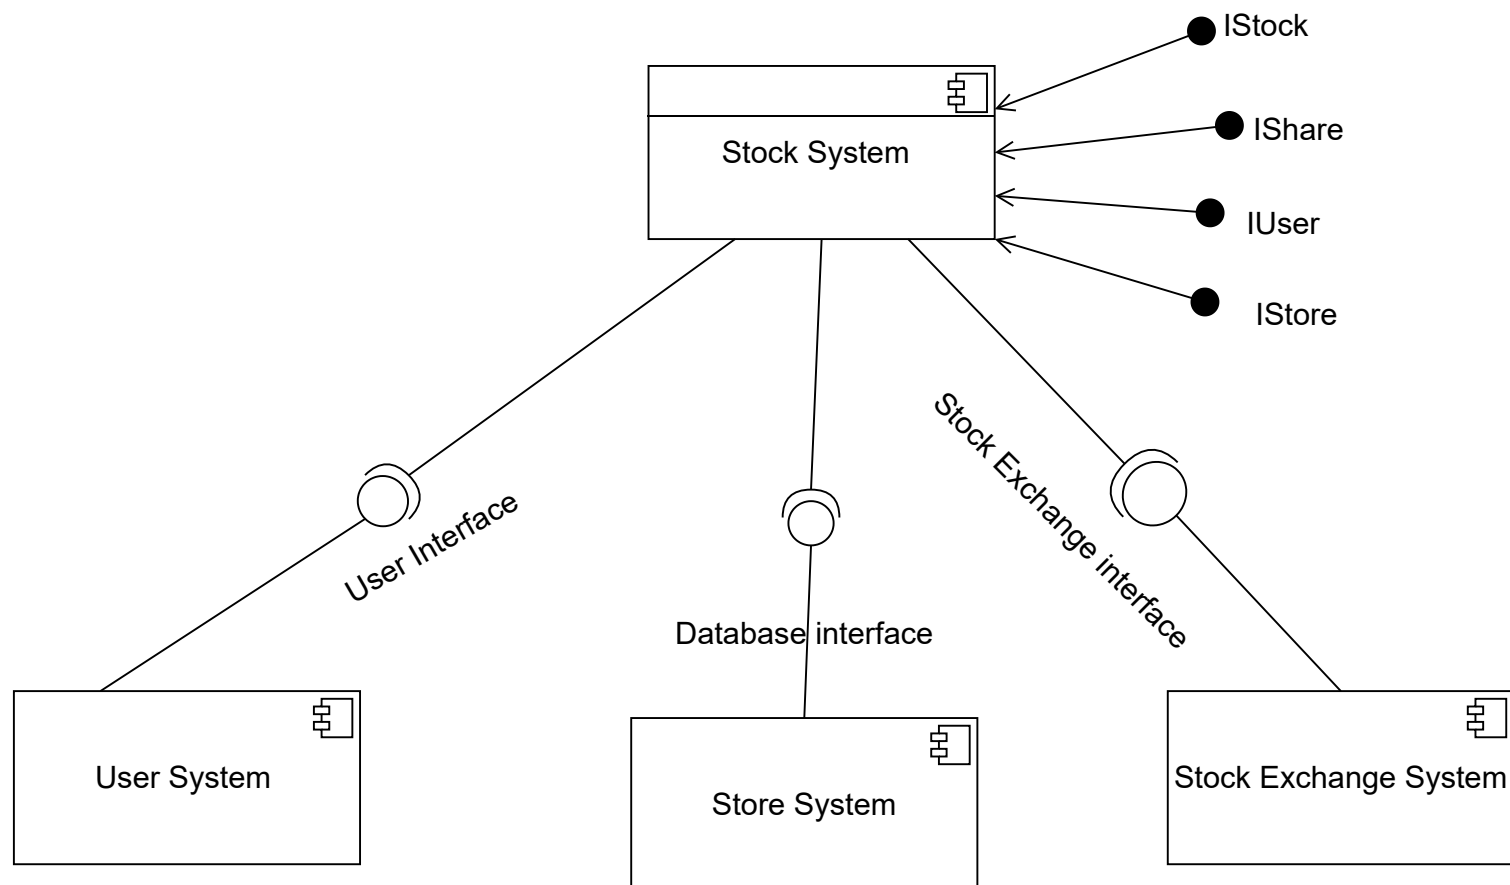 IStock
IShare
Stock System
IUser
IStore
User Interface
Stock Exchange interface
Database interface
User System
Store System
Stock Exchange System